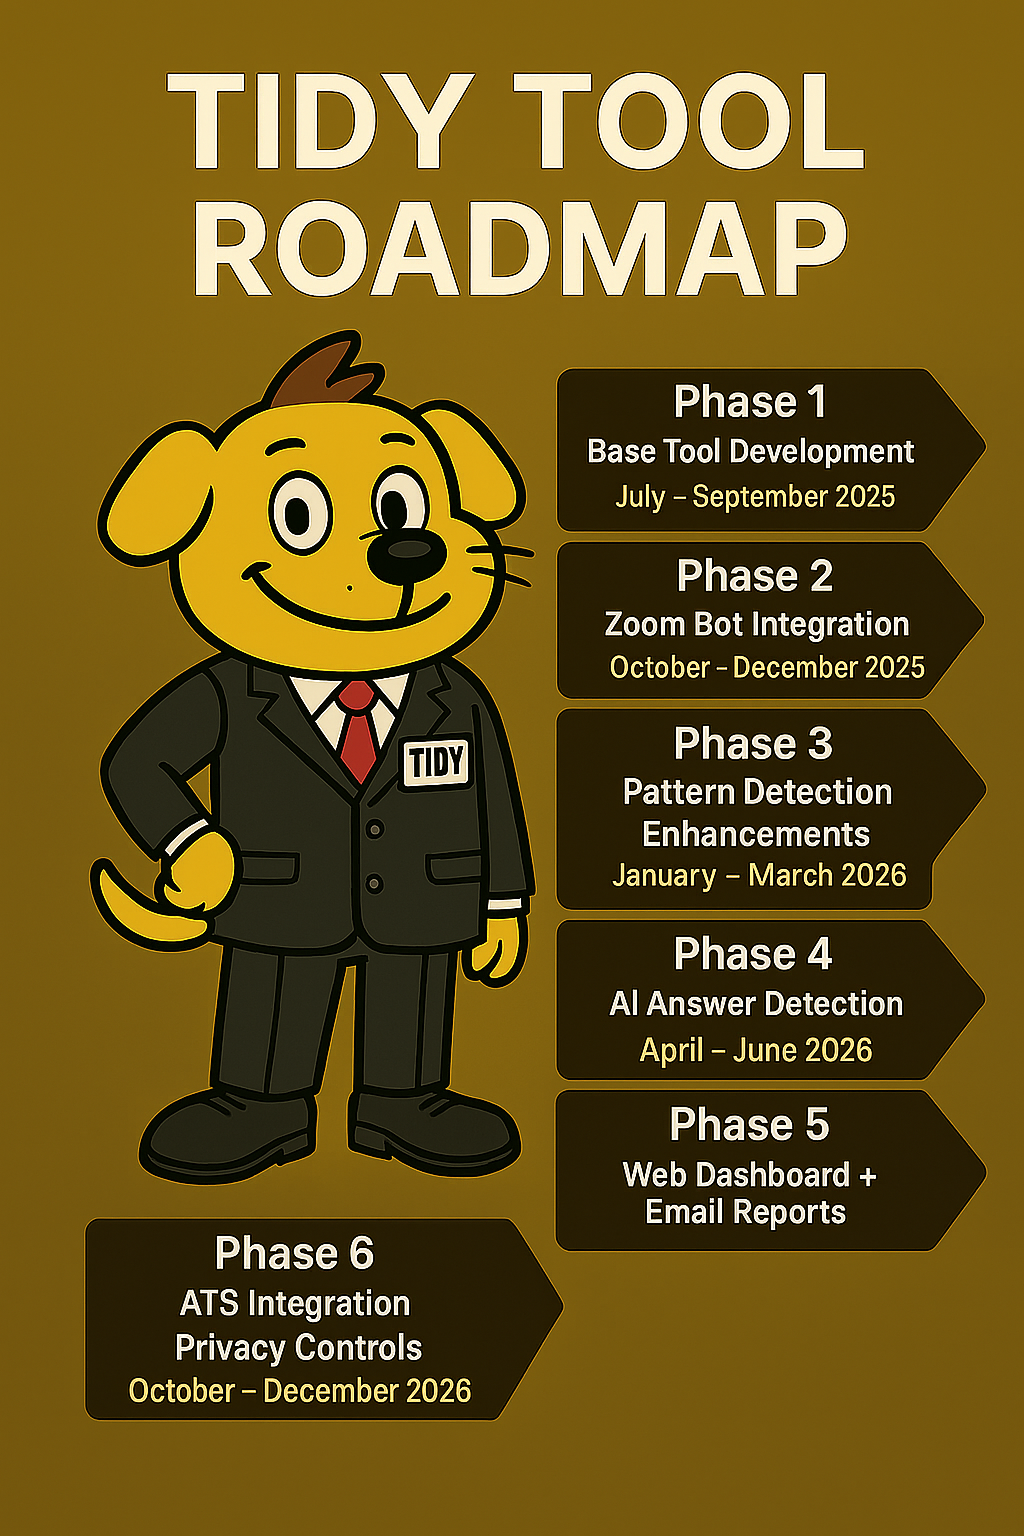 TIDY TOOL
ROADMAP
Phase 1
Base Tool Development
July – September 2025
Phase 2
Zoom Bot Integration
October – December 2025
TIDY
Phase 3
Pattern Detection
Enhancements
January – March 2026
Phase 4
AI Answer Detection
April – June 2026
Phase 5
Web Dashboard +
Email Reports
Phase 6
ATS Integration
Privacy Controls
October – December 2026